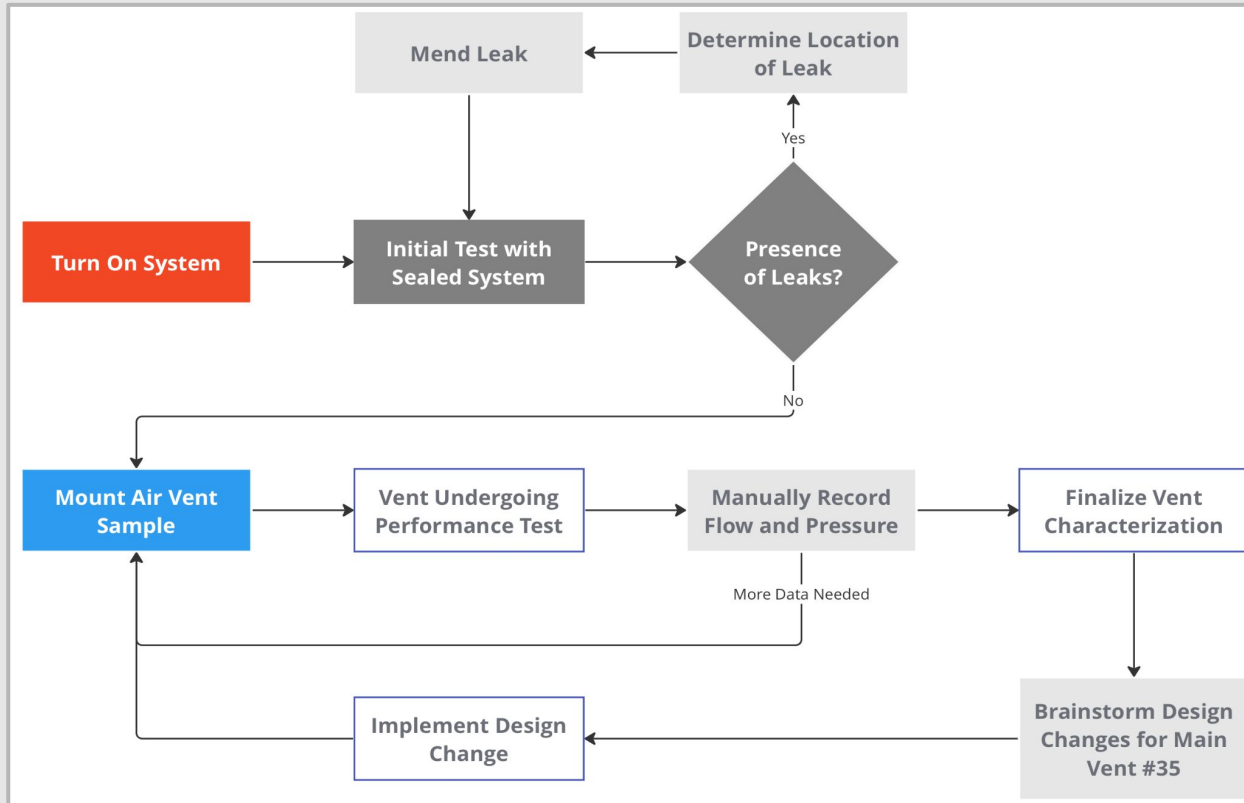 Mend Leak
Determine Location
of Leak
Yes
Turn On System
Initial Test with
Sealed System
Presence
of Leaks?
No
Mount Air Vent
Sample
Vent Undergoing
Performance Test
Manually Record
Flow and Pressure
Finalize Vent
Characterization
More Data Needed
Implement Design
Change
Brainstorm Design
Changes for Main
Vent #35